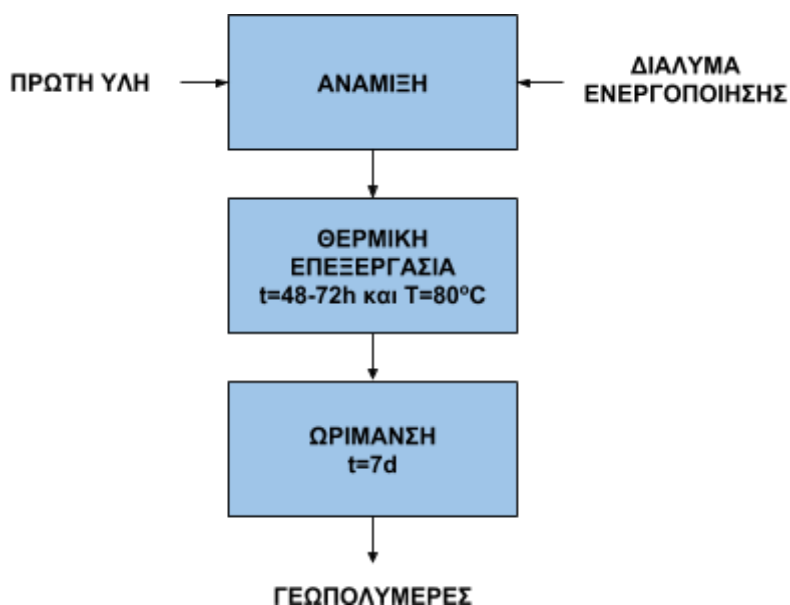 ΠΡΩΤΗ ΥΛΗ
ΑΝΑΜΙΞΗ
ΔΙΑΛΥΜΑ
ΕΝΕΡΓΟΠΟΙΗΣΗΣ
ΘΕΡΜΙΚΗ
ΕΠΕΞΕΡΓΑΣΙΑ
t=48-72h και T=80°C
ΩΡΙΜΑΝΣΗ
t=7d
ΓΕΩΠΟΛΥΜΕΡΕΣ